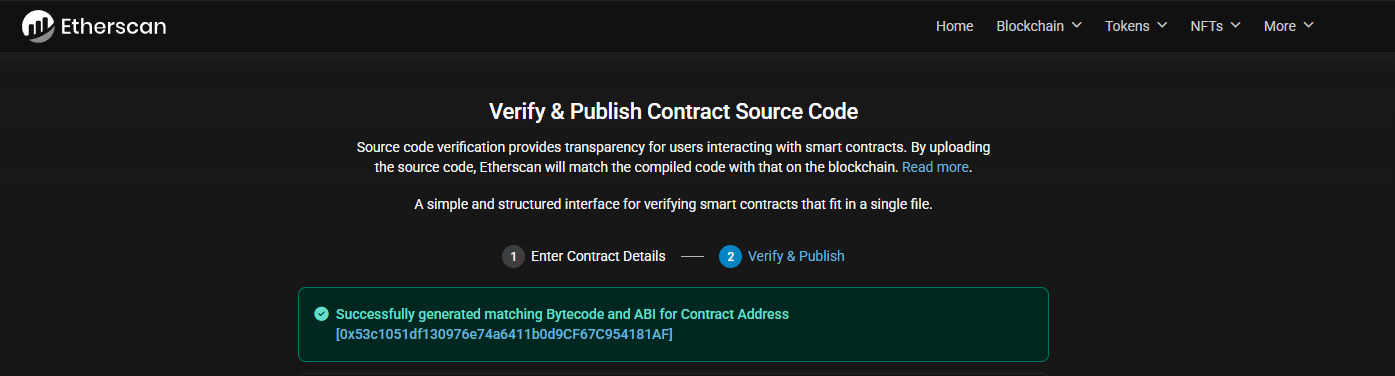 Etherscan
Home Blockchain Tokens NFTs More
Verify & Publish Contract Source Code
Source code verification provides transparency for users interacting with smart contracts. By uploading
the source code, Etherscan will match the compiled code with that on the blockchain. Read more.
A simple and structured interface for verifying smart contracts that fit in a single file.
1 Enter Contract Details 2 Verify & Publish
Successfully generated matching Bytecode and ABI for Contract Address
[0x53c1051df130976e74a6411b0d9CF67C954181AF]